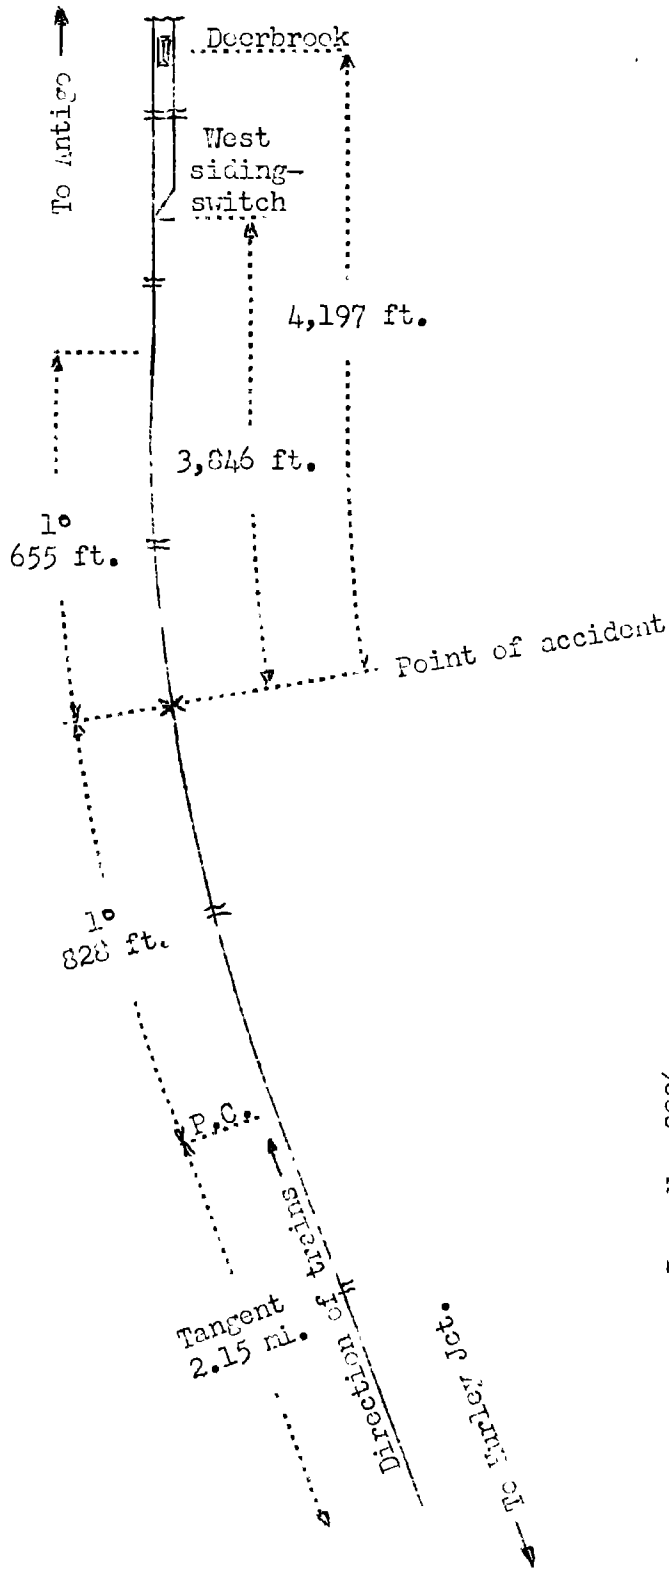 To Antigo
Deerbrook
West
siding-
switch
4,197 ft.
3,846 ft.
1°
655 ft.
Point of accident
1°
828 ft.
P.C.
Tangent
2.15 mi.
Direction of trains
To Hurley Jct.